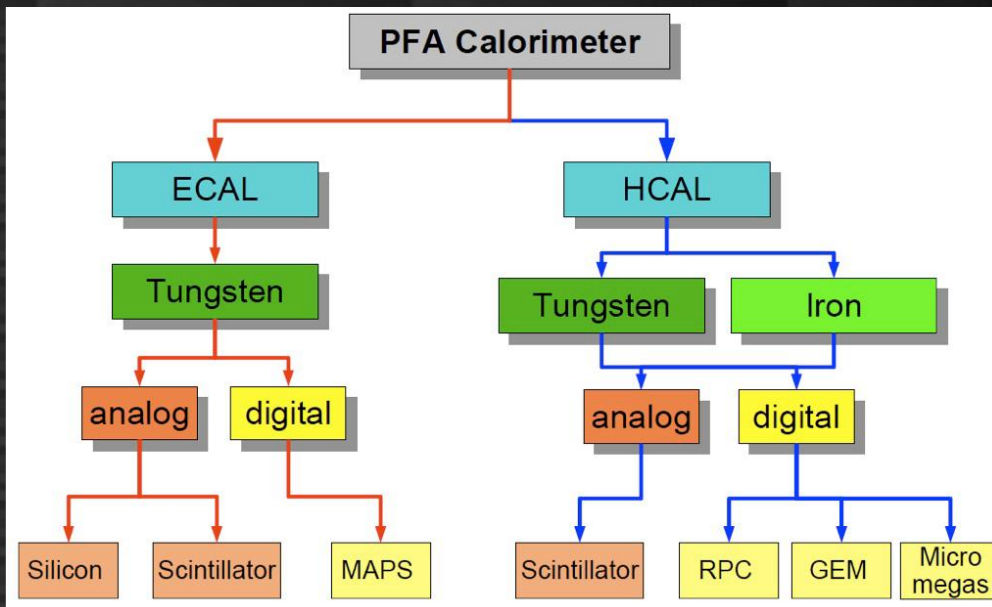 PFA Calorimeter
ECAL
HCAL
Tungsten
Tungsten
Iron
analog
digital
analog
digital
Silicon
Scintillator
MAPS
Scintillator
RPC
GEM
Micro
megas